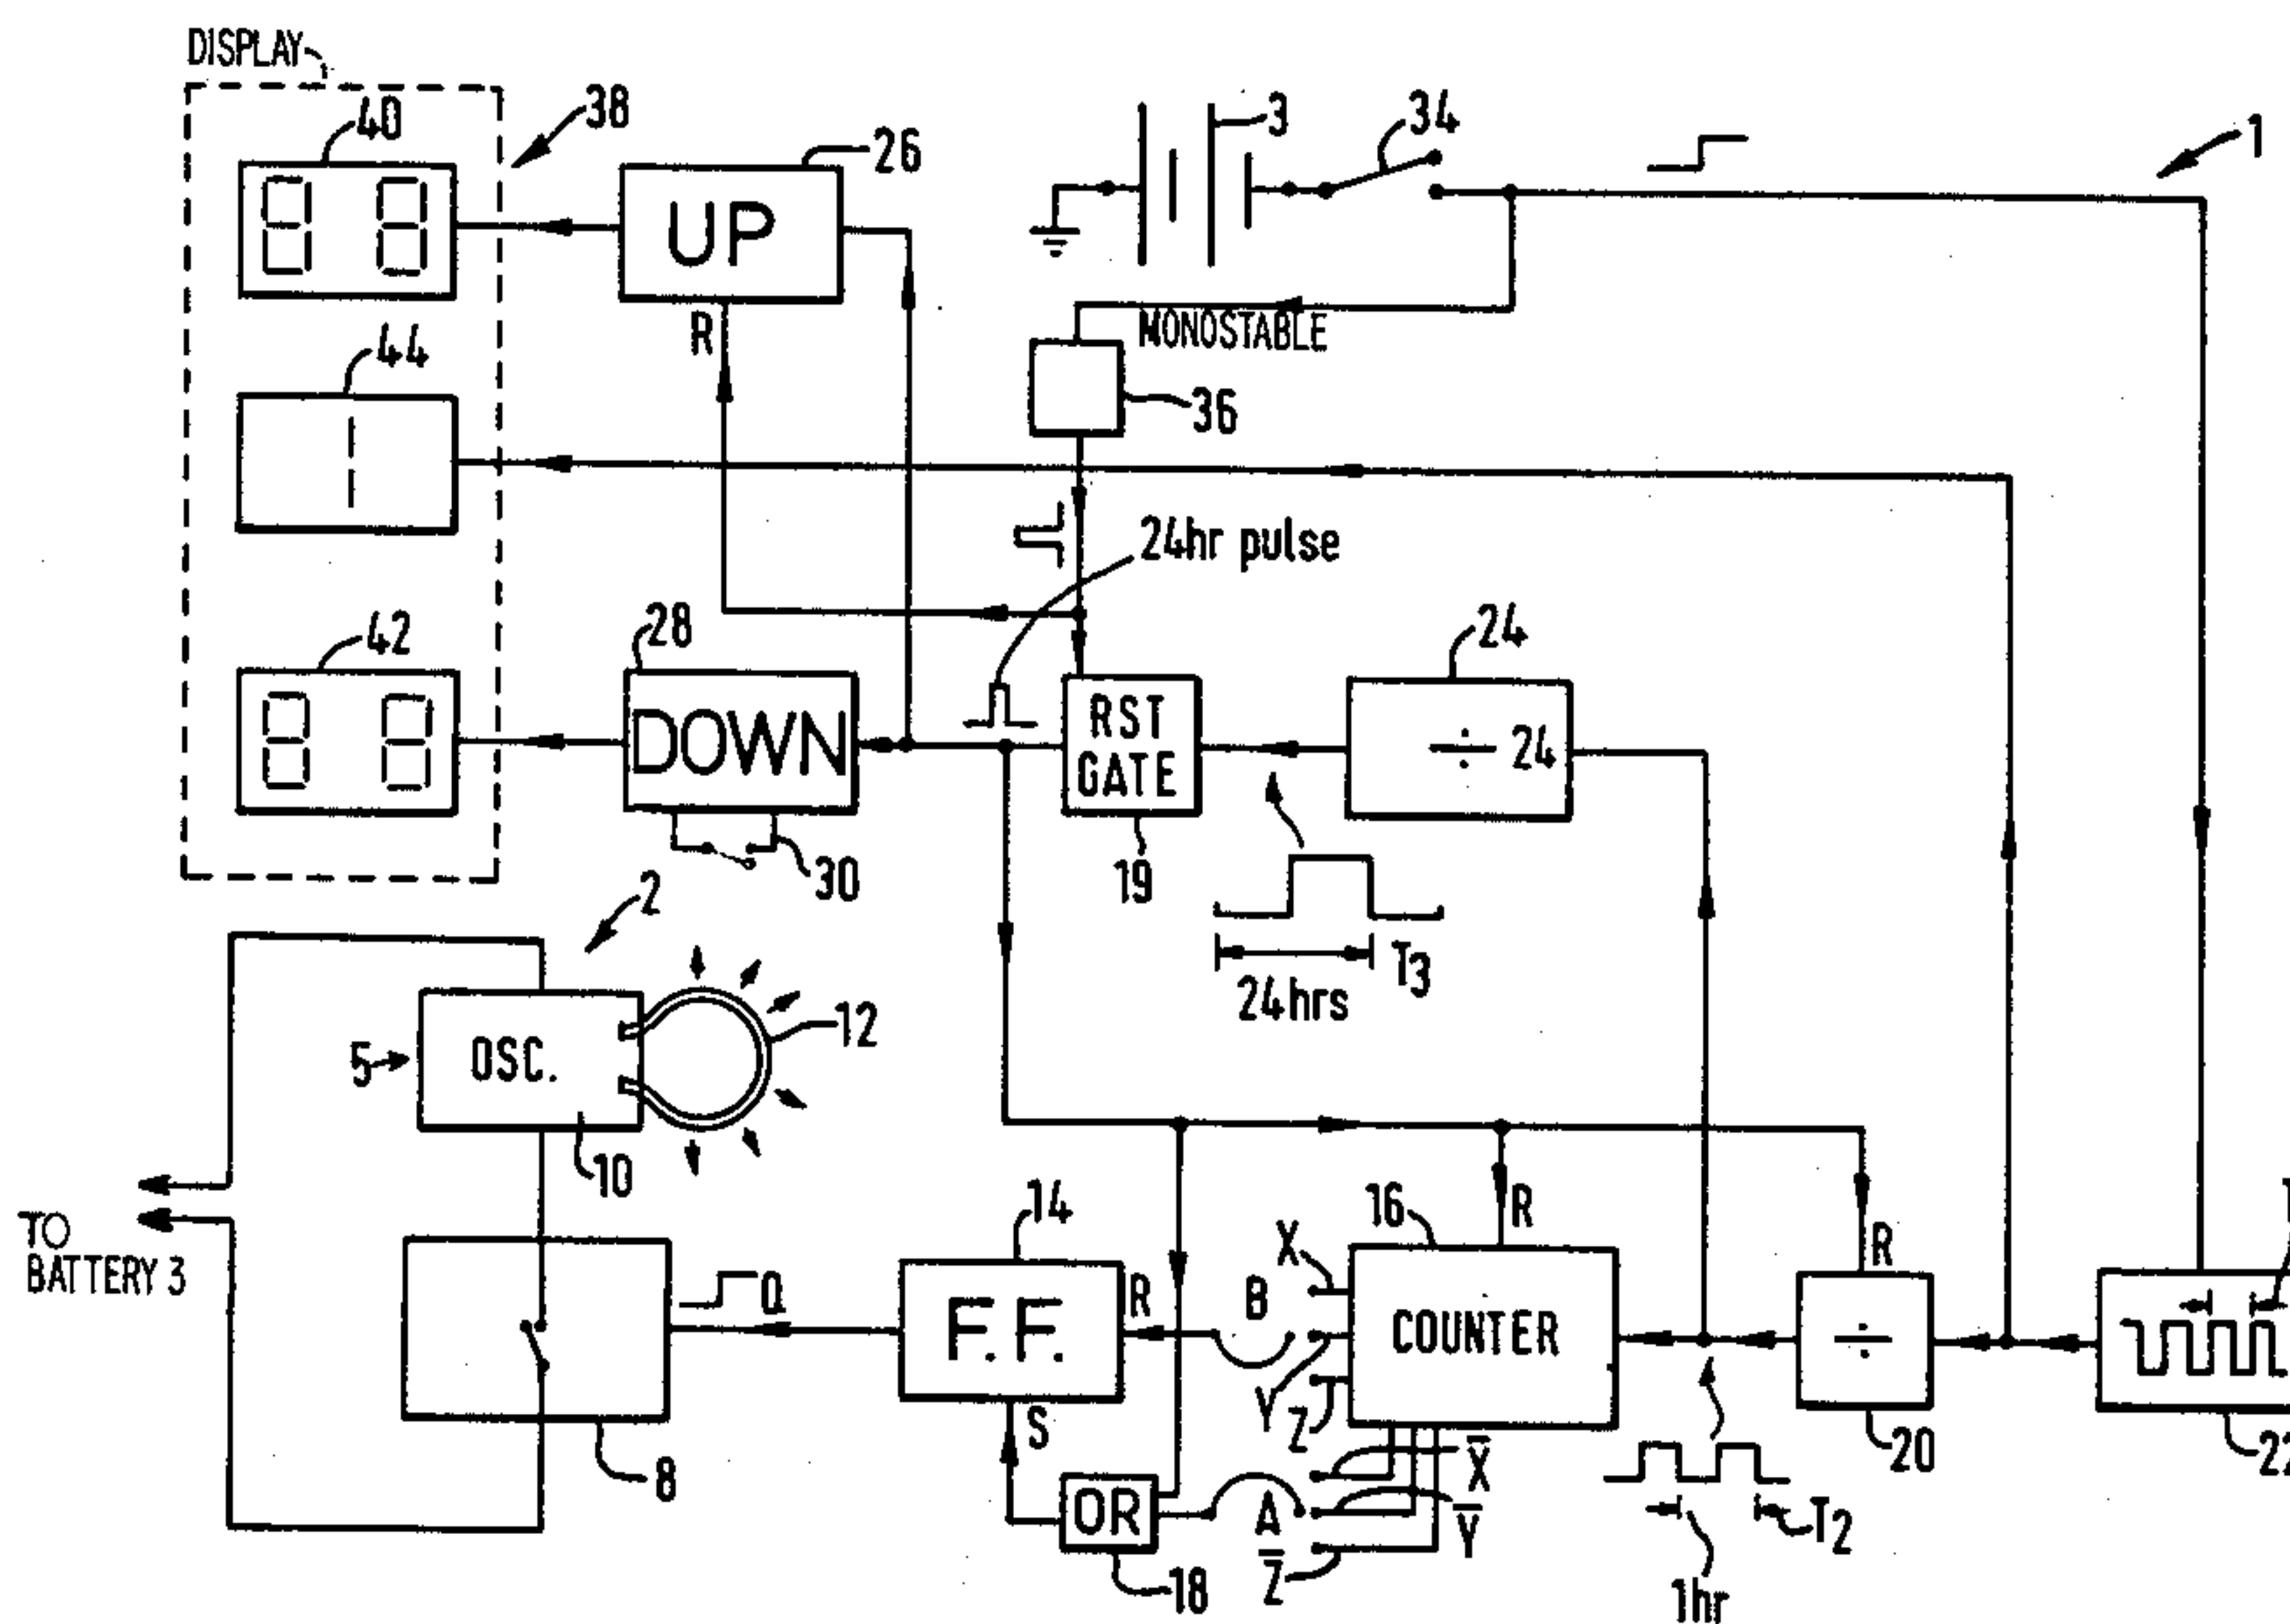 DISPLAY
40
38
26
3
34
1
UP
R
44
MONOSTABLE
36
24hr pulse
42
28
24
DOWN
RST
GATE
÷ 24
30
19
2
T3
24hrs
12
5
OSC.
10
TO
BATTERY 3
14
16
R
R
X
B
Q
F.F.
R
COUNTER
÷
Y
Z
S
20
22
8
X̅
OR
A
Y̅
T2
Z̅
18
1hr